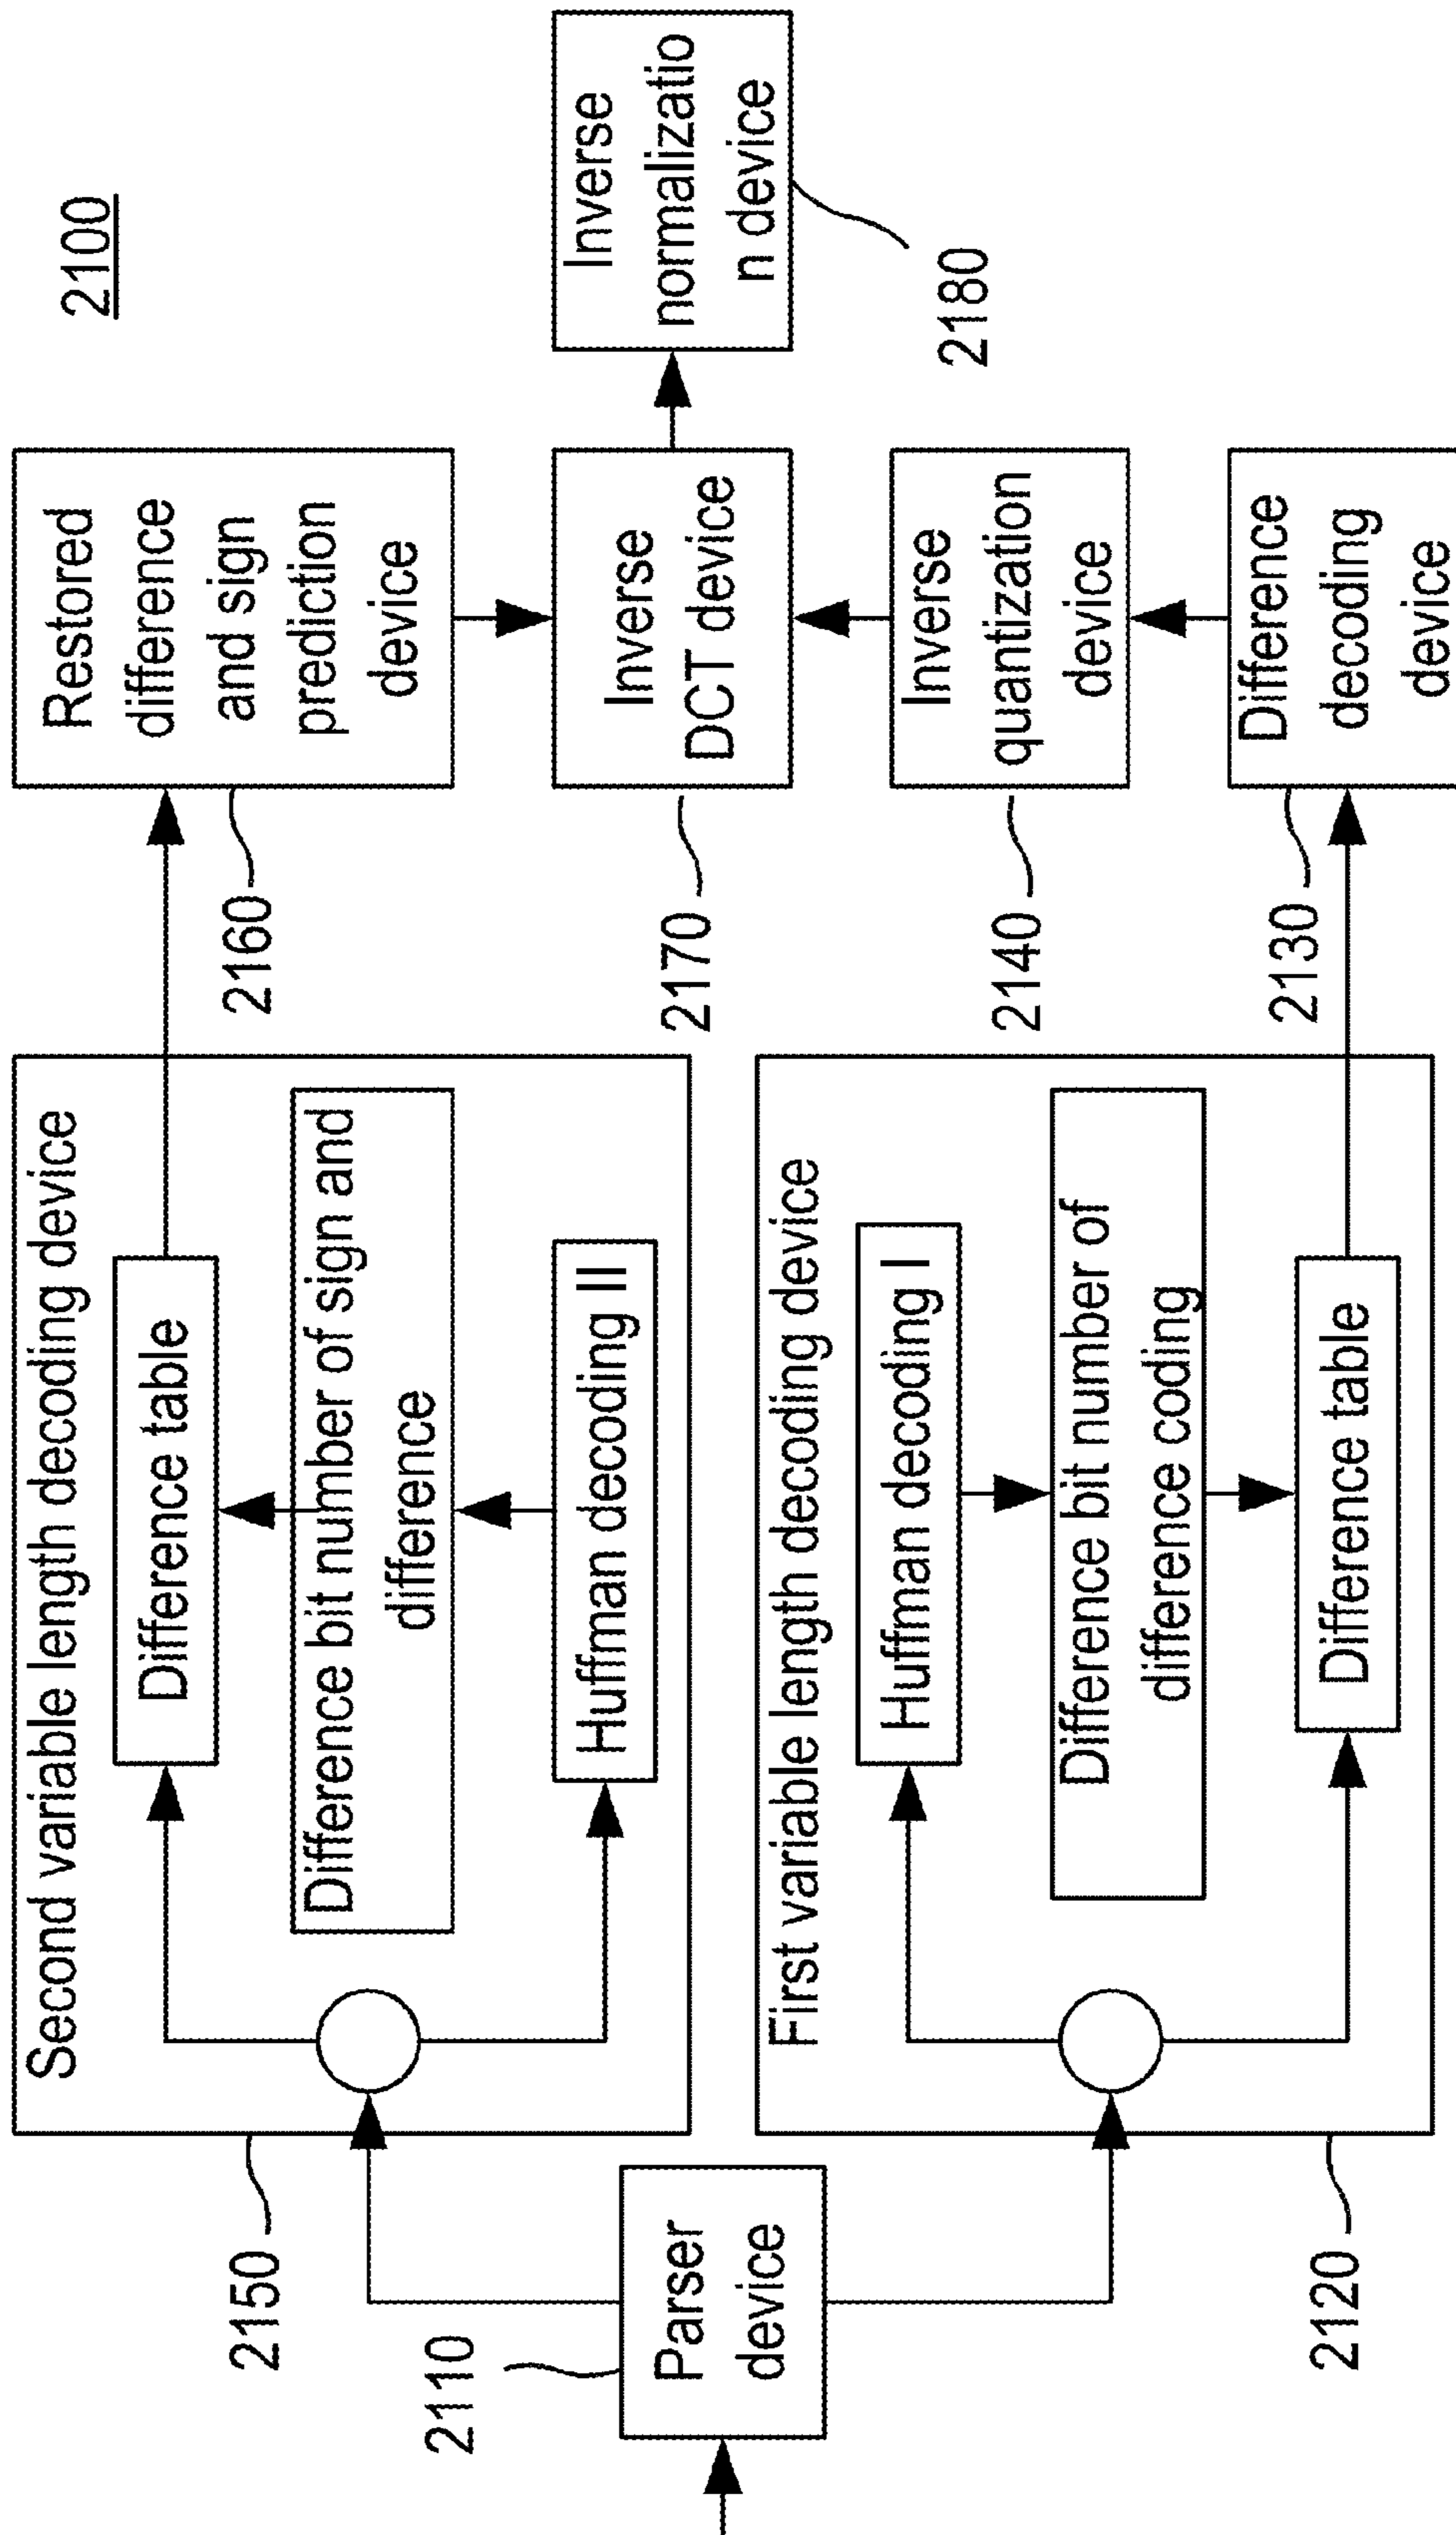 2100
Second variable length decoding device
Difference table
Difference bit number of sign and
difference
Huffman decoding II
2150
Restored
difference
and sign
prediction
device
2160
Parser
device
2110
Inverse
DCT device
2170
Inverse
normalizatio
n device
2180
First variable length decoding device
Huffman decoding I
Difference bit number of
difference coding
Difference table
2120
Inverse
quantization
device
2140
Difference
decoding
device
2130